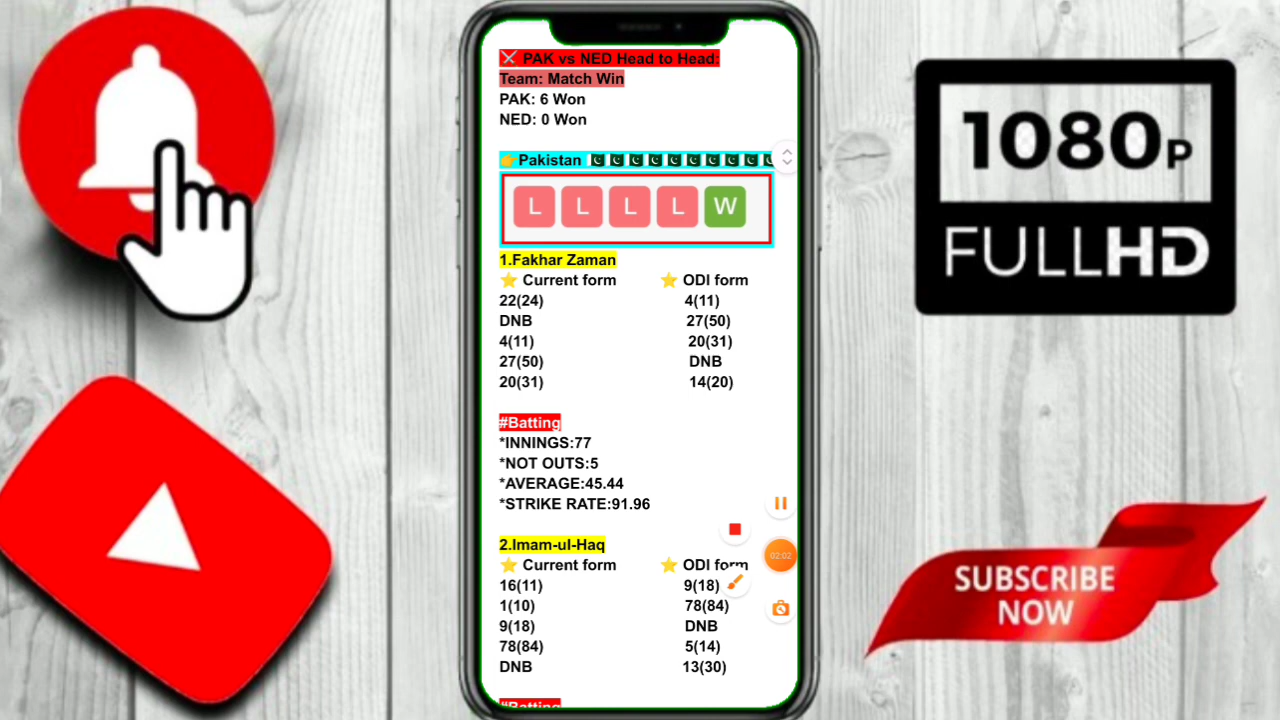 ❌ PAK vs NED Head to Head:
Team: Match Win
PAK: 6 Won
NED: 0 Won
👉Pakistan 🇵🇰🇵🇰🇵🇰🇵🇰🇵🇰🇵🇰🇵🇰🇵🇰🇵🇰🇵🇰
L L L L W
1.Fakhar Zaman
⭐ Current form ⭐ ODI form
22(24) 4(11)
DNB 27(50)
4(11) 20(31)
27(50) DNB
20(31) 14(20)
#Batting
*INNINGS:77
*NOT OUTS:5
*AVERAGE:45.44
*STRIKE RATE:91.96
2.Imam-ul-Haq
⭐ Current form ⭐ ODI form
16(11) 9(18)
1(10) 78(84)
9(18) DNB
78(84) 5(14)
DNB 13(30)
#Batting
02:02
1080P
FULLHD
SUBSCRIBE
NOW